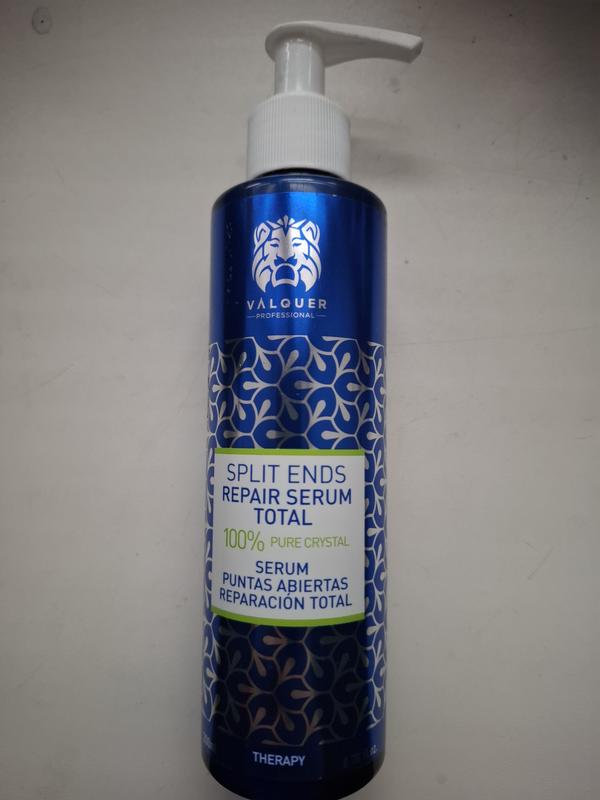 VALQUER
PROFESSIONAL
SPLIT ENDS
REPAIR SERUM
TOTAL
100% PURE CRYSTAL
SERUM
PUNTAS ABIERTAS
REPARACIÓN TOTAL
THERAPY